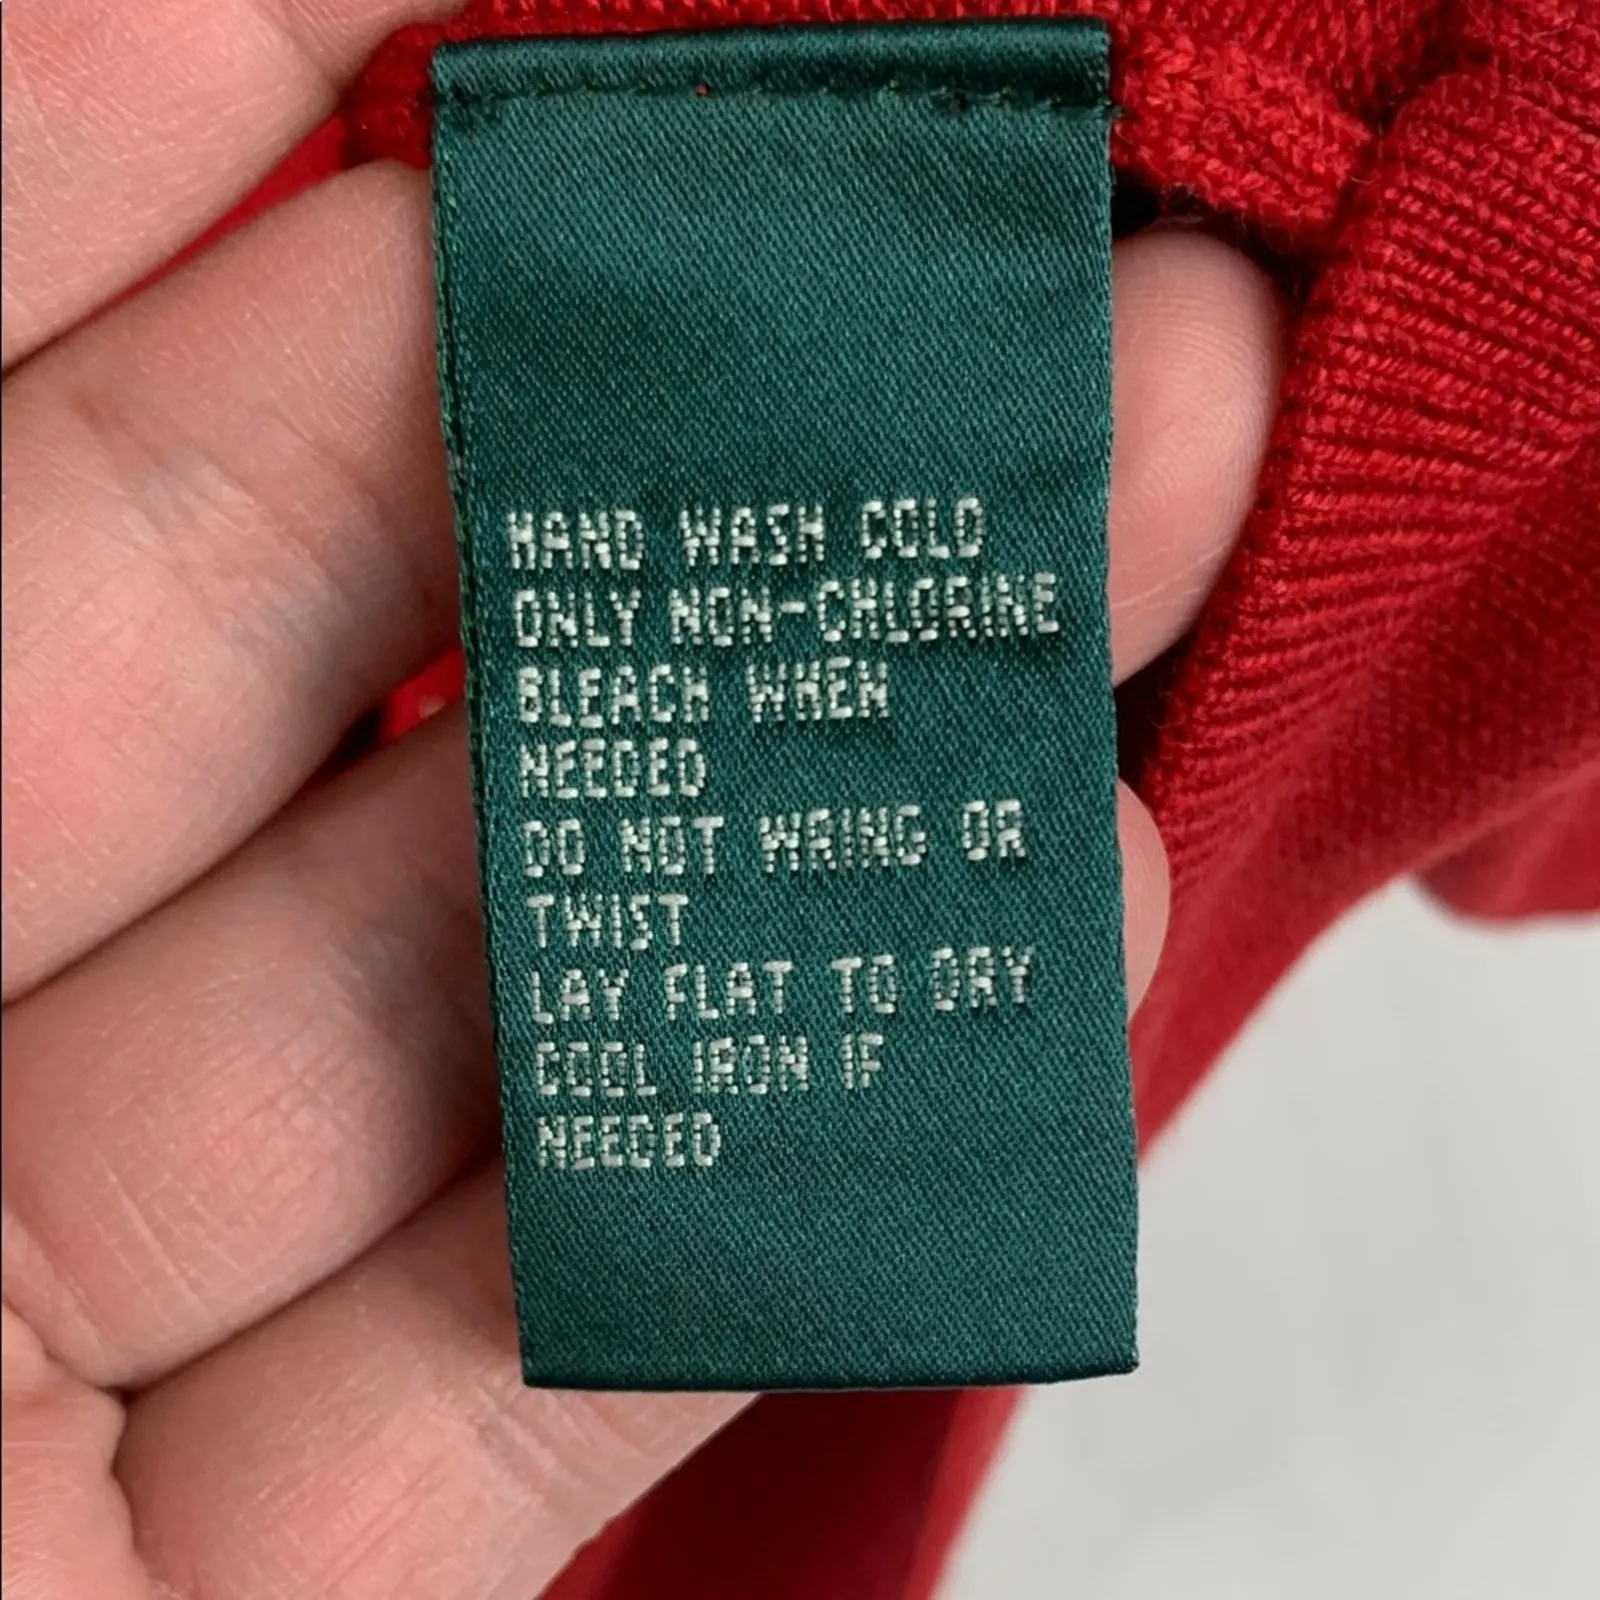 HAND WASH COLD
ONLY NON-CHLORINE
BLEACH WHEN
NEEDED
DO NOT WRING OR
TWIST
LAY FLAT TO DRY
COOL IRON IF
NEEDED